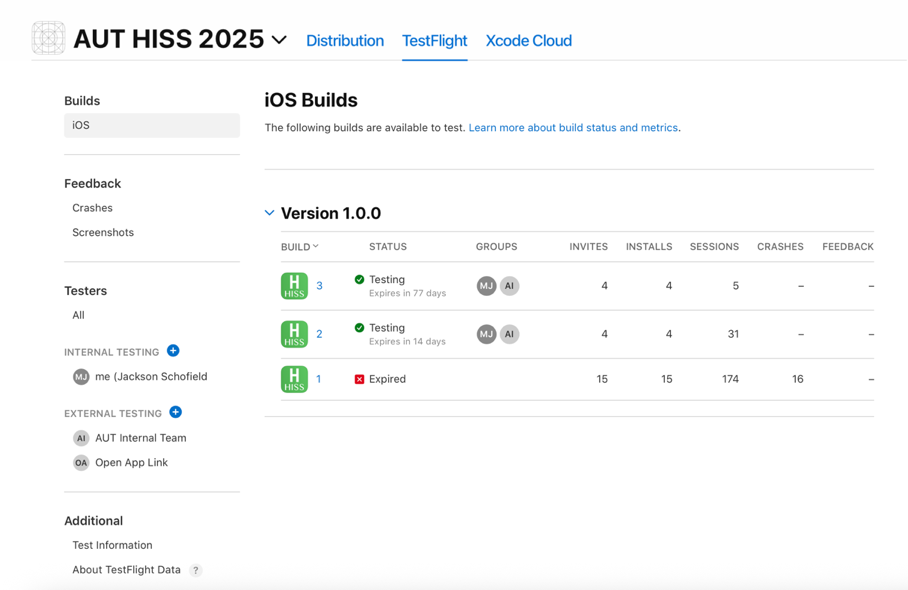 AUT HISS 2025 Distribution TestFlight Xcode Cloud
Builds
iOS
Feedback
Crashes
Screenshots
Testers
All
INTERNAL TESTING
MJ me (Jackson Schofield
EXTERNAL TESTING
AI AUT Internal Team
OA Open App Link
Additional
Test Information
About TestFlight Data ?
iOS Builds
The following builds are available to test. Learn more about build status and metrics.
Version 1.0.0
BUILD STATUS GROUPS INVITES INSTALLS SESSIONS CRASHES FEEDBACK
H HISS 3 Testing MJ AI 4 4 5 – –
Expires in 77 days
H HISS 2 Testing MJ AI 4 4 31 – –
Expires in 14 days
H HISS 1 Expired 15 15 174 16 –